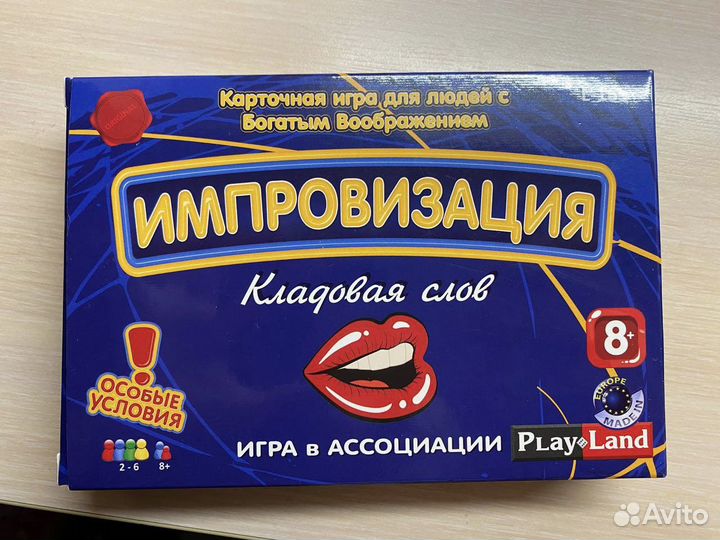 Карточная игра для людей с
Богатым Воображением
ORIGINAL
ИМПРОВИЗАЦИЯ
Кладовая слов
8+
ОСОБЫЕ
УСЛОВИЯ
EUROPE
MADE IN
ИГРА в АССОЦИАЦИИ
PLAY LAND
2 - 6 8+
Avito